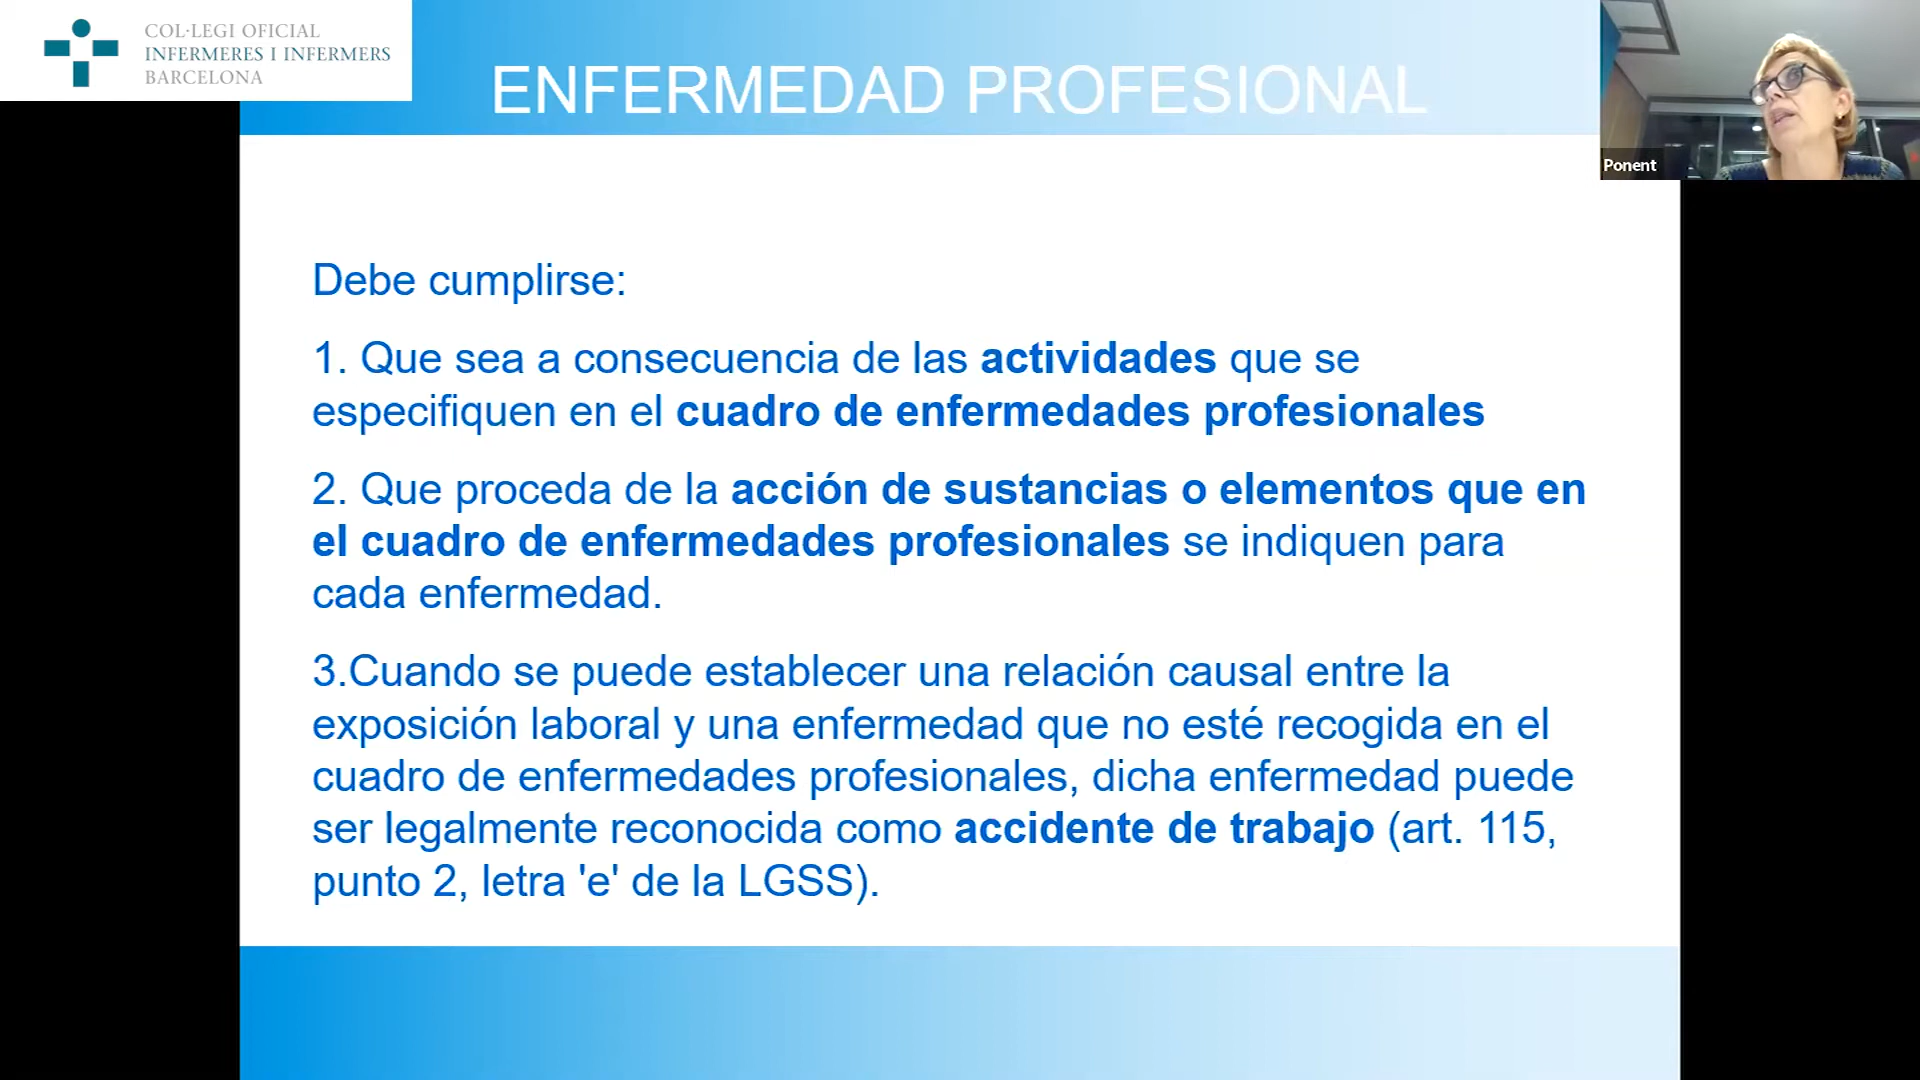 COL·LEGI OFICIAL
INFERMERES I INFERMERS
BARCELONA
ENFERMEDAD PROFESIONAL
Ponent
Debe cumplirse:
1. Que sea a consecuencia de las actividades que se
especifiquen en el cuadro de enfermedades profesionales
2. Que proceda de la acción de sustancias o elementos que en
el cuadro de enfermedades profesionales se indiquen para
cada enfermedad.
3.Cuando se puede establecer una relación causal entre la
exposición laboral y una enfermedad que no esté recogida en el
cuadro de enfermedades profesionales, dicha enfermedad puede
ser legalmente reconocida como accidente de trabajo (art. 115,
punto 2, letra 'e' de la LGSS).